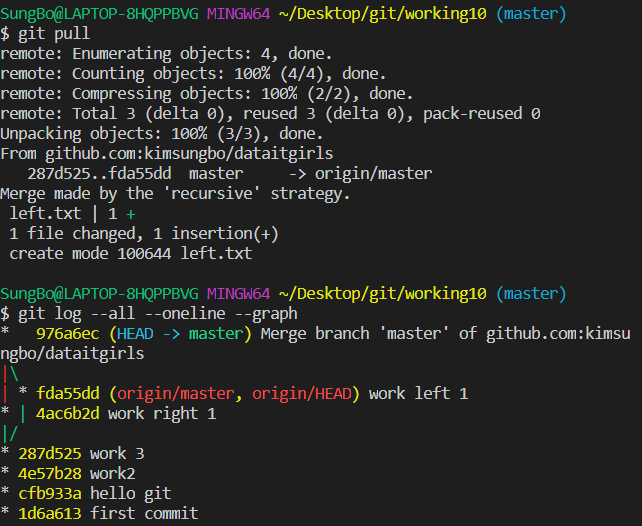 SungBo@LAPTOP-8HQPPBVG MINGW64 ~/Desktop/git/working10 (master)
$ git pull
remote: Enumerating objects: 4, done.
remote: Counting objects: 100% (4/4), done.
remote: Compressing objects: 100% (2/2), done.
remote: Total 3 (delta 0), reused 3 (delta 0), pack-reused 0
Unpacking objects: 100% (3/3), done.
From github.com:kimsungbo/dataitgirls
   287d525..fda55dd  master     -> origin/master
Merge made by the 'recursive' strategy.
 left.txt | 1 +
 1 file changed, 1 insertion(+)
 create mode 100644 left.txt
SungBo@LAPTOP-8HQPPBVG MINGW64 ~/Desktop/git/working10 (master)
$ git log --all --oneline --graph
*   976a6ec (HEAD -> master) Merge branch 'master' of github.com:kimsu
ngbo/dataitgirls
|\
| * fda55dd (origin/master, origin/HEAD) work left 1
* | 4ac6b2d work right 1
|/
* 287d525 work 3
* 4e57b28 work2
* cfb933a hello git
* 1d6a613 first commit